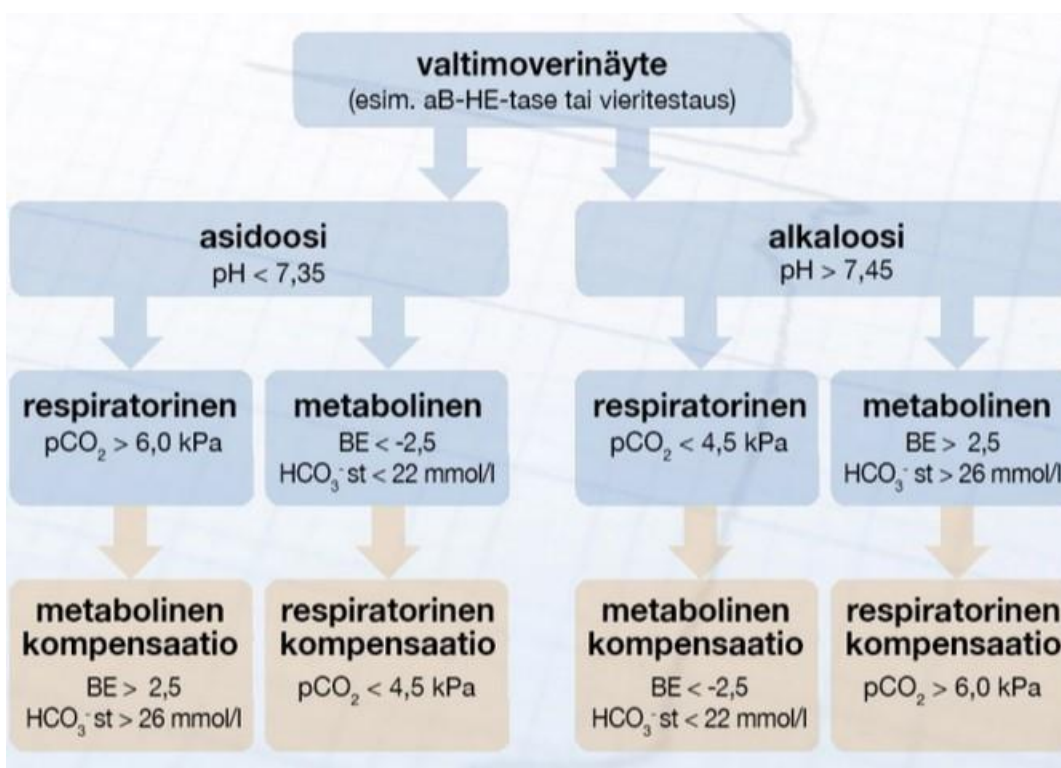 valtimoverinäyte
(esim. aB-HE-tase tai vieritestaus)
asidoosi
pH < 7,35
alkaloosi
pH > 7,45
respiratorinen
pCO₂ > 6,0 kPa
metabolinen
BE < -2,5
HCO₃⁻ st < 22 mmol/l
respiratorinen
pCO₂ < 4,5 kPa
metabolinen
BE > 2,5
HCO₃⁻ st > 26 mmol/l
metabolinen
kompensaatio
BE > 2,5
HCO₃⁻ st > 26 mmol/l
respiratorinen
kompensaatio
pCO₂ < 4,5 kPa
metabolinen
kompensaatio
BE < -2,5
HCO₃⁻ st < 22 mmol/l
respiratorinen
kompensaatio
pCO₂ > 6,0 kPa